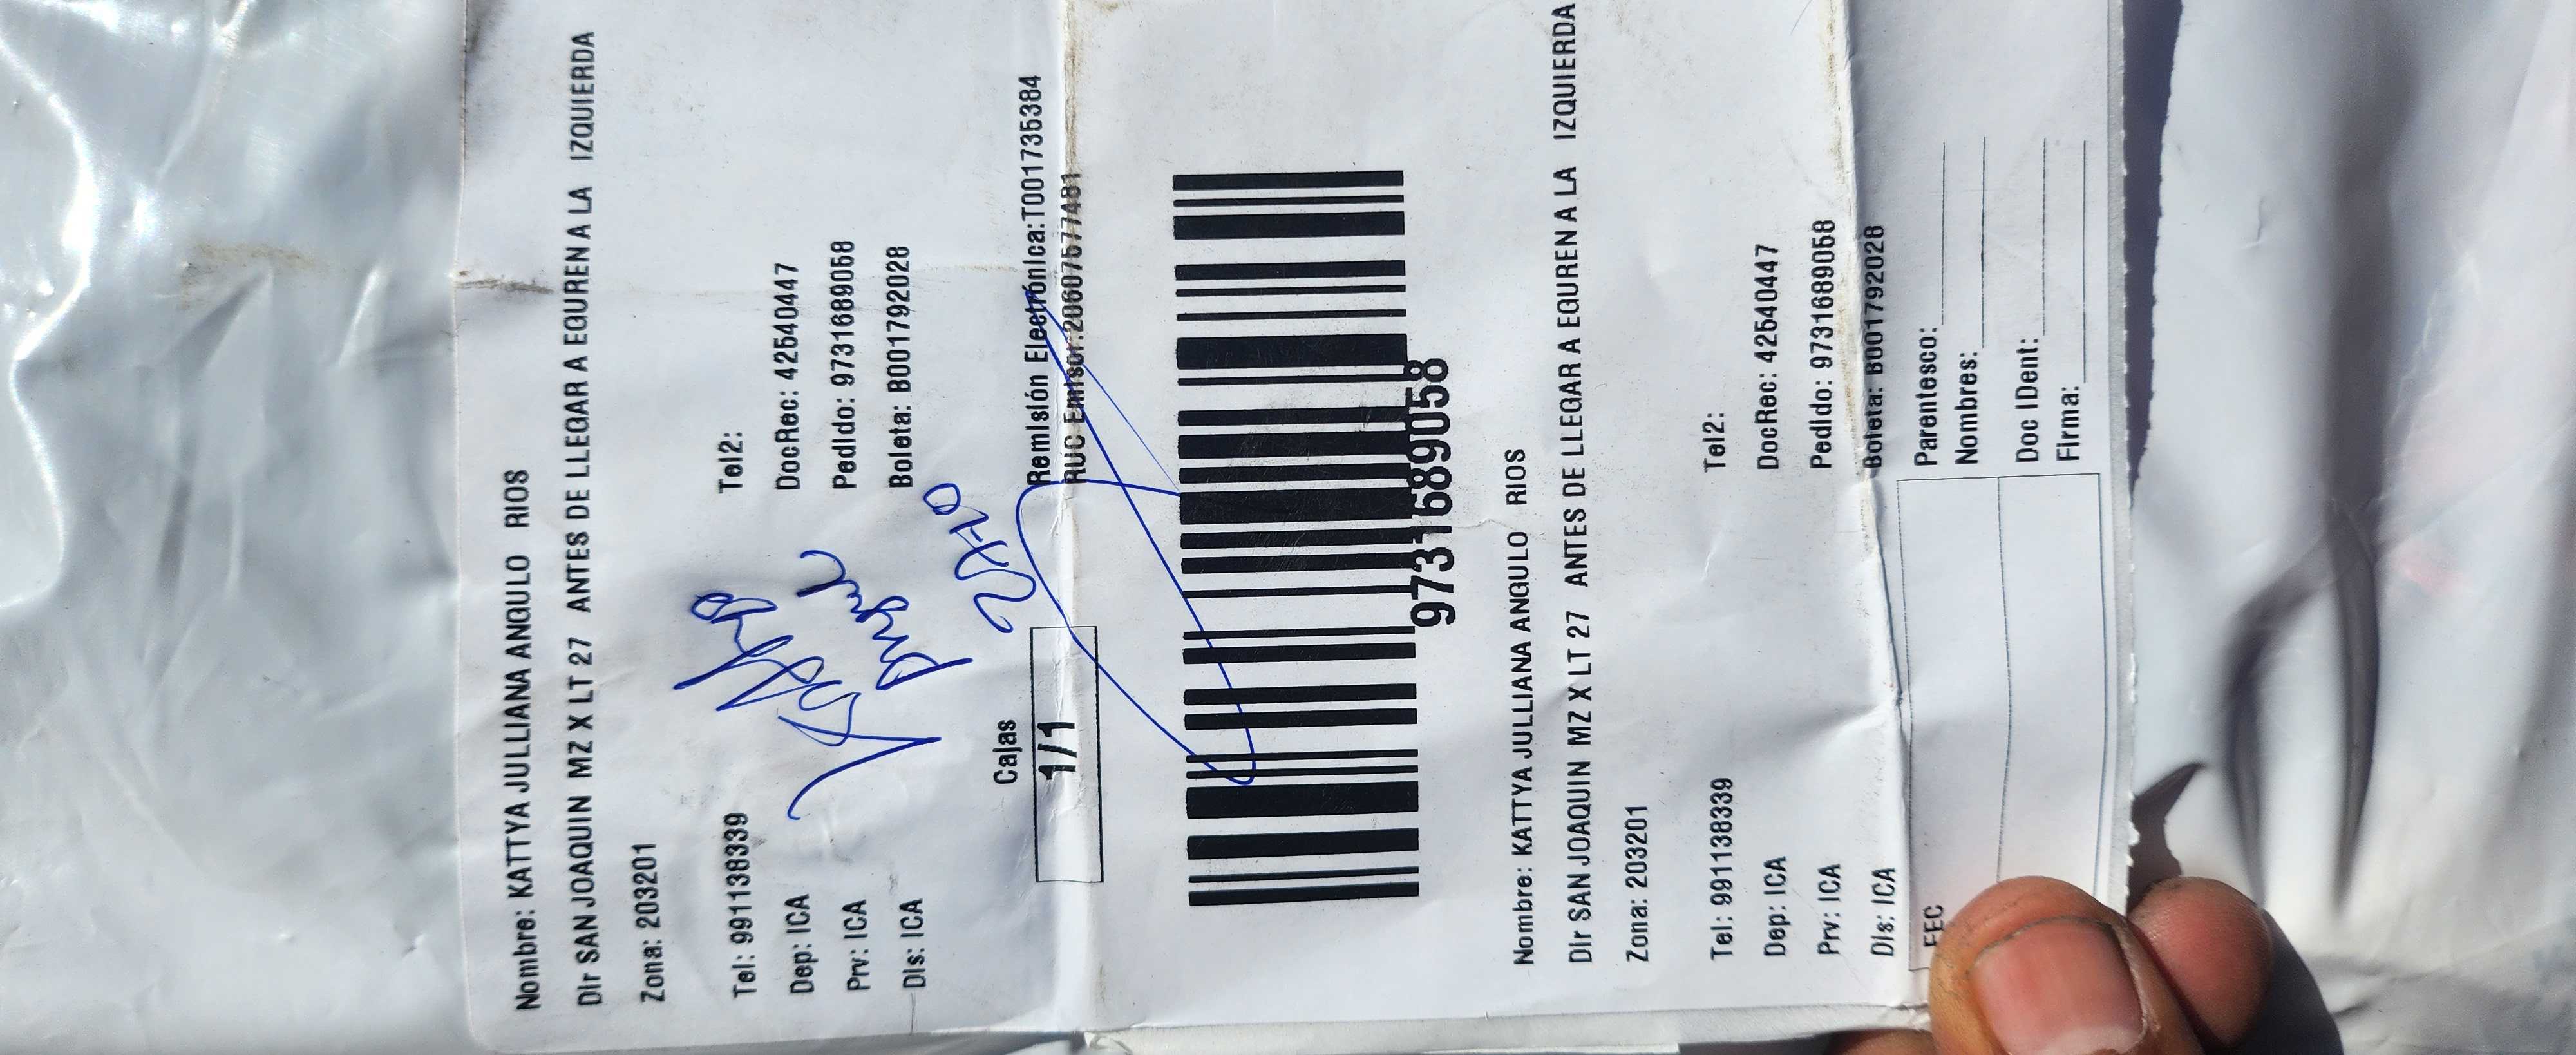 Nombre: KATTYA JULLIANA ANGULO RIOS
Dir SAN JOAQUIN MZ X LT 27 ANTES DE LLEGAR A EGUREN A LA IZQUIERDA
Zona: 203201
Tel: 991138339 Tel2:
Dep: ICA DocRec: 42540447
Prv: ICA Pedido: 9731689058
Dis: ICA Boleta: B001792028
Cajas
1/1
Remisión Electrónica:T001735384
RUC Emisor:20607577481
9731689058
Nombre: KATTYA JULLIANA ANGULO RIOS
Dir SAN JOAQUIN MZ X LT 27 ANTES DE LLEGAR A EGUREN A LA IZQUIERDA
Zona: 203201
Tel: 991138339 Tel2:
Dep: ICA DocRec: 42540447
Prv: ICA Pedido: 9731689058
Dis: ICA Boleta: B001792028
FEC
Parentesco:
Nombres:
Doc IDent:
Firma: